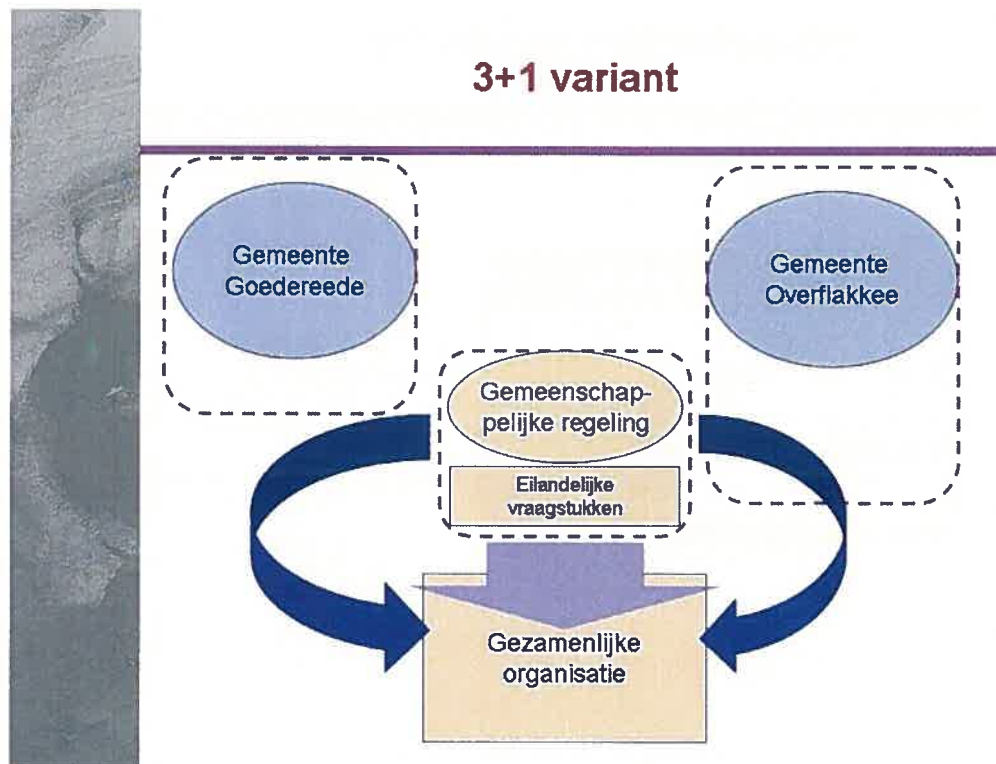 3+1 variant
Gemeente
Goedereede
Gemeente
Overflakkee
Gemeenschap-
pelijke regeling
Eilandelijke
vraagstukken
Gezamenlijke
organisatie